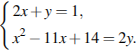 2x + y = 1,
x² − 11x + 14 = 2y.